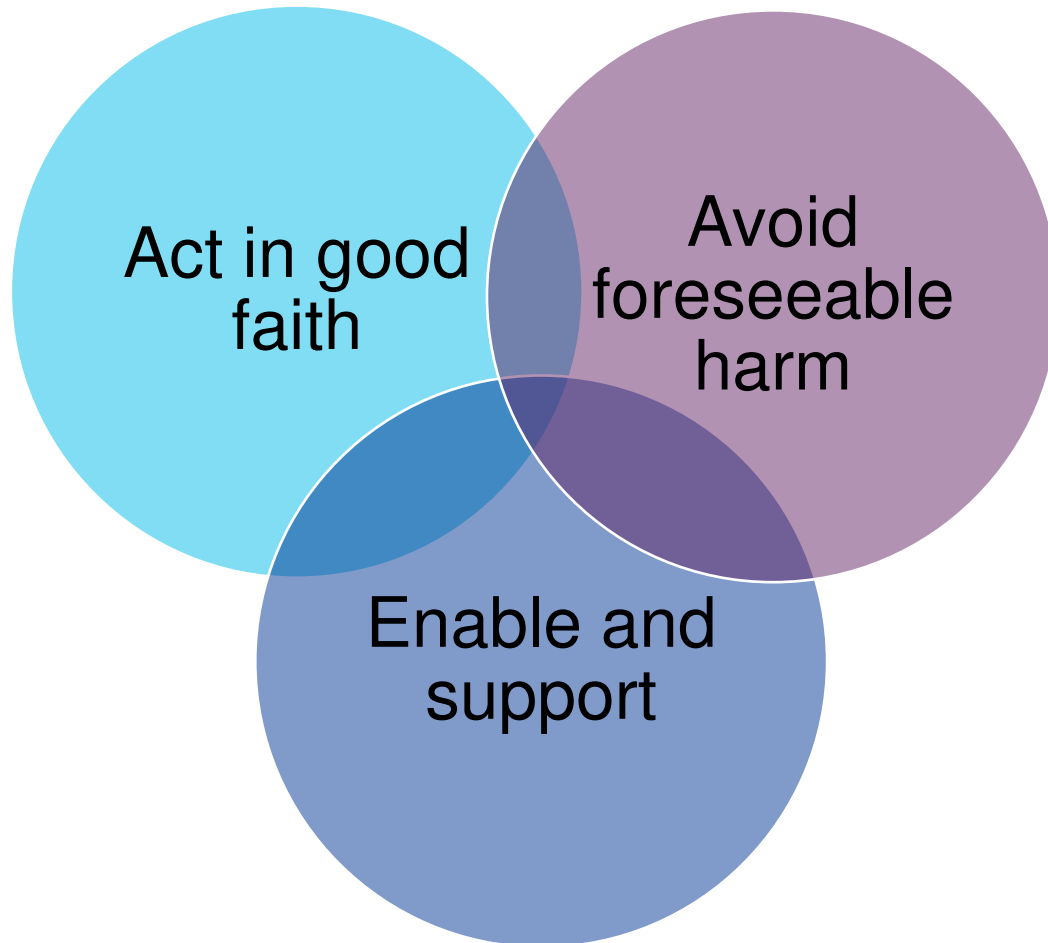 Act in good
faith
Avoid
foreseeable
harm
Enable and
support